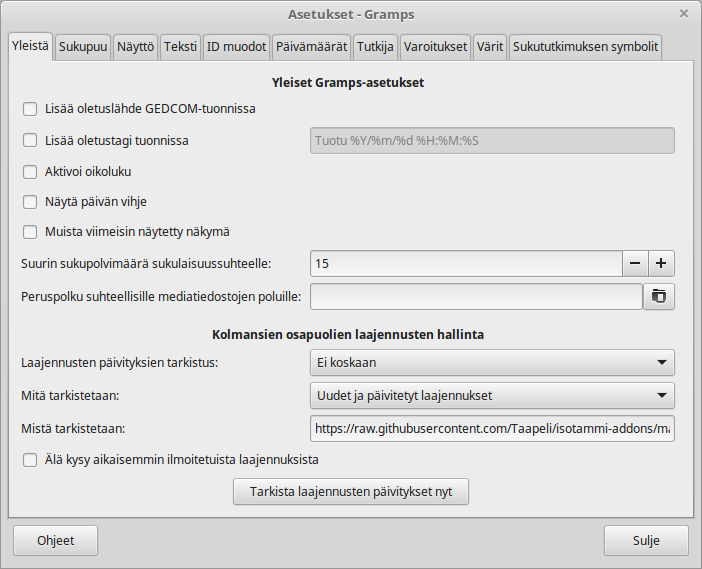 Asetukset - Gramps
Yleistä Sukupuu Näyttö Teksti ID muodot Päivämäärät Tutkija Varoitukset Värit Sukututkimuksen symbolit
Yleiset Gramps-asetukset
Lisää oletuslähde GEDCOM-tuonnissa
Lisää oletustagi tuonnissa Tuotu %Y/%m/%d %H:%M:%S
Aktivoi oikoluku
Näytä päivän vihje
Muista viimeisin näytetty näkymä
Suurin sukupolvimäärä sukulaisuussuhteelle: 15
Peruspolku suhteellisille mediatiedostojen poluille:
Kolmansien osapuolien laajennusten hallinta
Laajennusten päivityksien tarkistus: Ei koskaan
Mitä tarkistetaan: Uudet ja päivitetyt laajennukset
Mistä tarkistetaan: https://raw.githubusercontent.com/Taapeli/isotammi-addons/ma
Älä kysy aikaisemmin ilmoitetuista laajennuksista
Tarkista laajennusten päivitykset nyt
Ohjeet Sulje